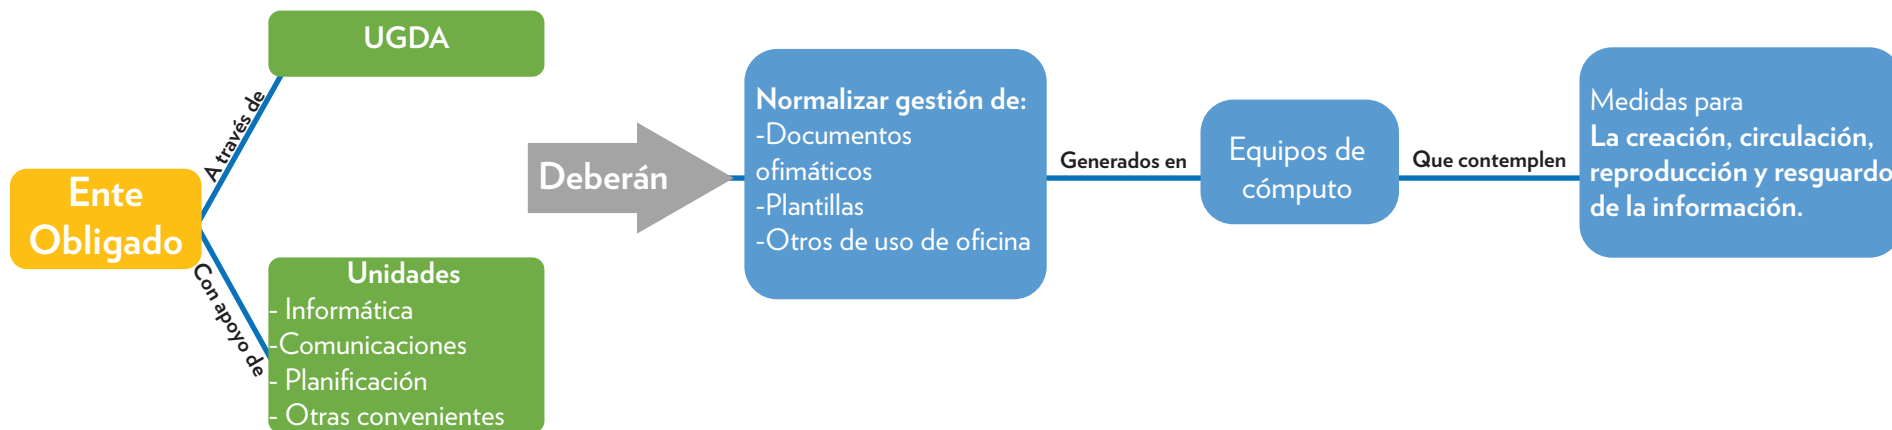 UGDA
A través de
Ente
Obligado
Con apoyo de
Unidades
- Informática
-Comunicaciones
- Planificación
- Otras convenientes
Deberán
Normalizar gestión de:
-Documentos
ofimáticos
-Plantillas
-Otros de uso de oficina
Generados en
Equipos de
cómputo
Que contemplen
Medidas para
La creación, circulación,
reproducción y resguardo
de la información.